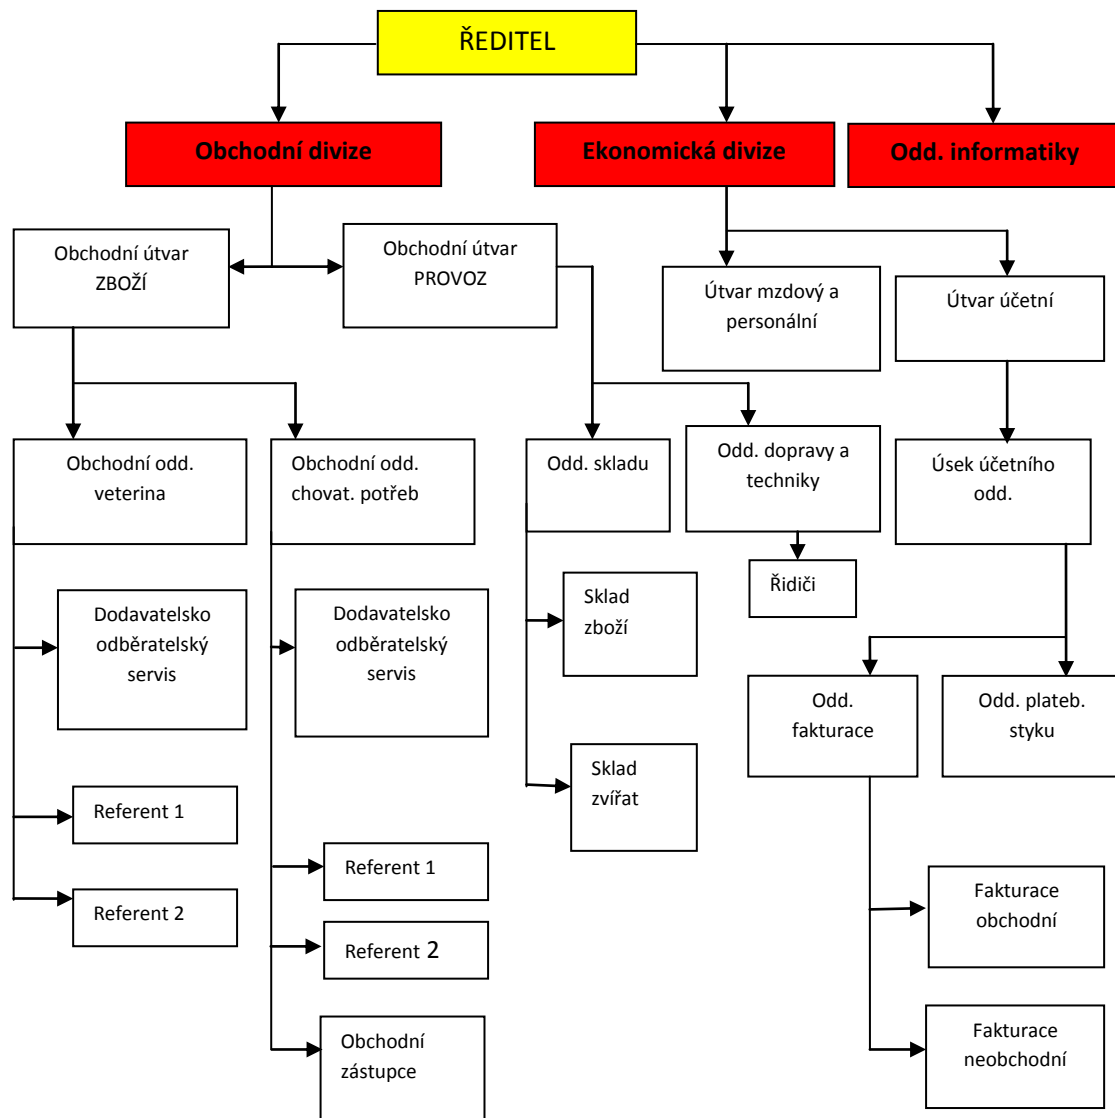 ŘEDITEL
Obchodní divize
Ekonomická divize
Odd. informatiky
Obchodní útvar
ZBOŽÍ
Obchodní útvar
PROVOZ
Útvar mzdový a
personální
Útvar účetní
Obchodní odd.
veterina
Obchodní odd.
chovat. potřeb
Odd. skladu
Odd. dopravy a
techniky
Úsek účetního
odd.
Řidiči
Dodavatelsko
odběratelský
servis
Dodavatelsko
odběratelský
servis
Sklad
zboží
Odd.
fakturace
Odd. plateb.
styku
Sklad
zvířat
Referent 1
Referent 1
Referent 2
Referent 2
Fakturace
obchodní
Obchodní
zástupce
Fakturace
neobchodní